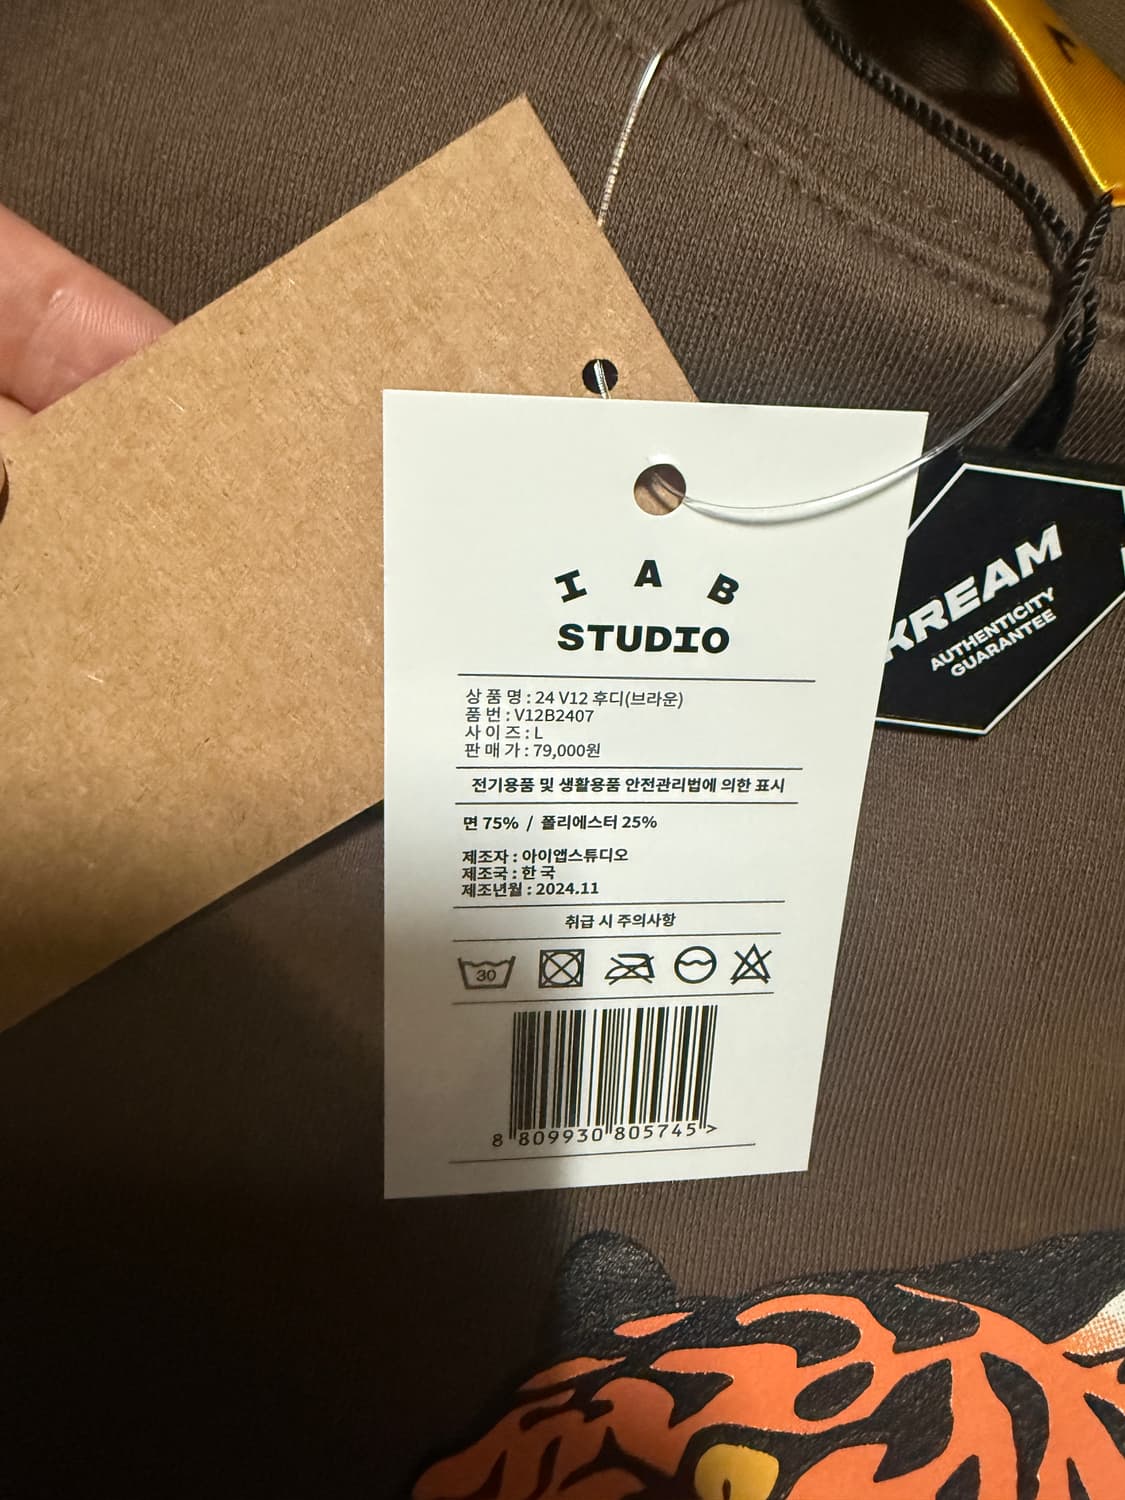 I A B
STUDIO
상 품 명 : 24 V12 후디(브라운)
품 번 : V12B2407
사 이 즈 : L
판 매 가 : 79,000원
전기용품 및 생활용품 안전관리법에 의한 표시
면 75% / 폴리에스터 25%
제조자 : 아이앱스튜디오
제조국 : 한 국
제조년월 : 2024.11
취급 시 주의사항
30
8 809930 805745 >
KREAM
AUTHENTICITY
GUARANTEE